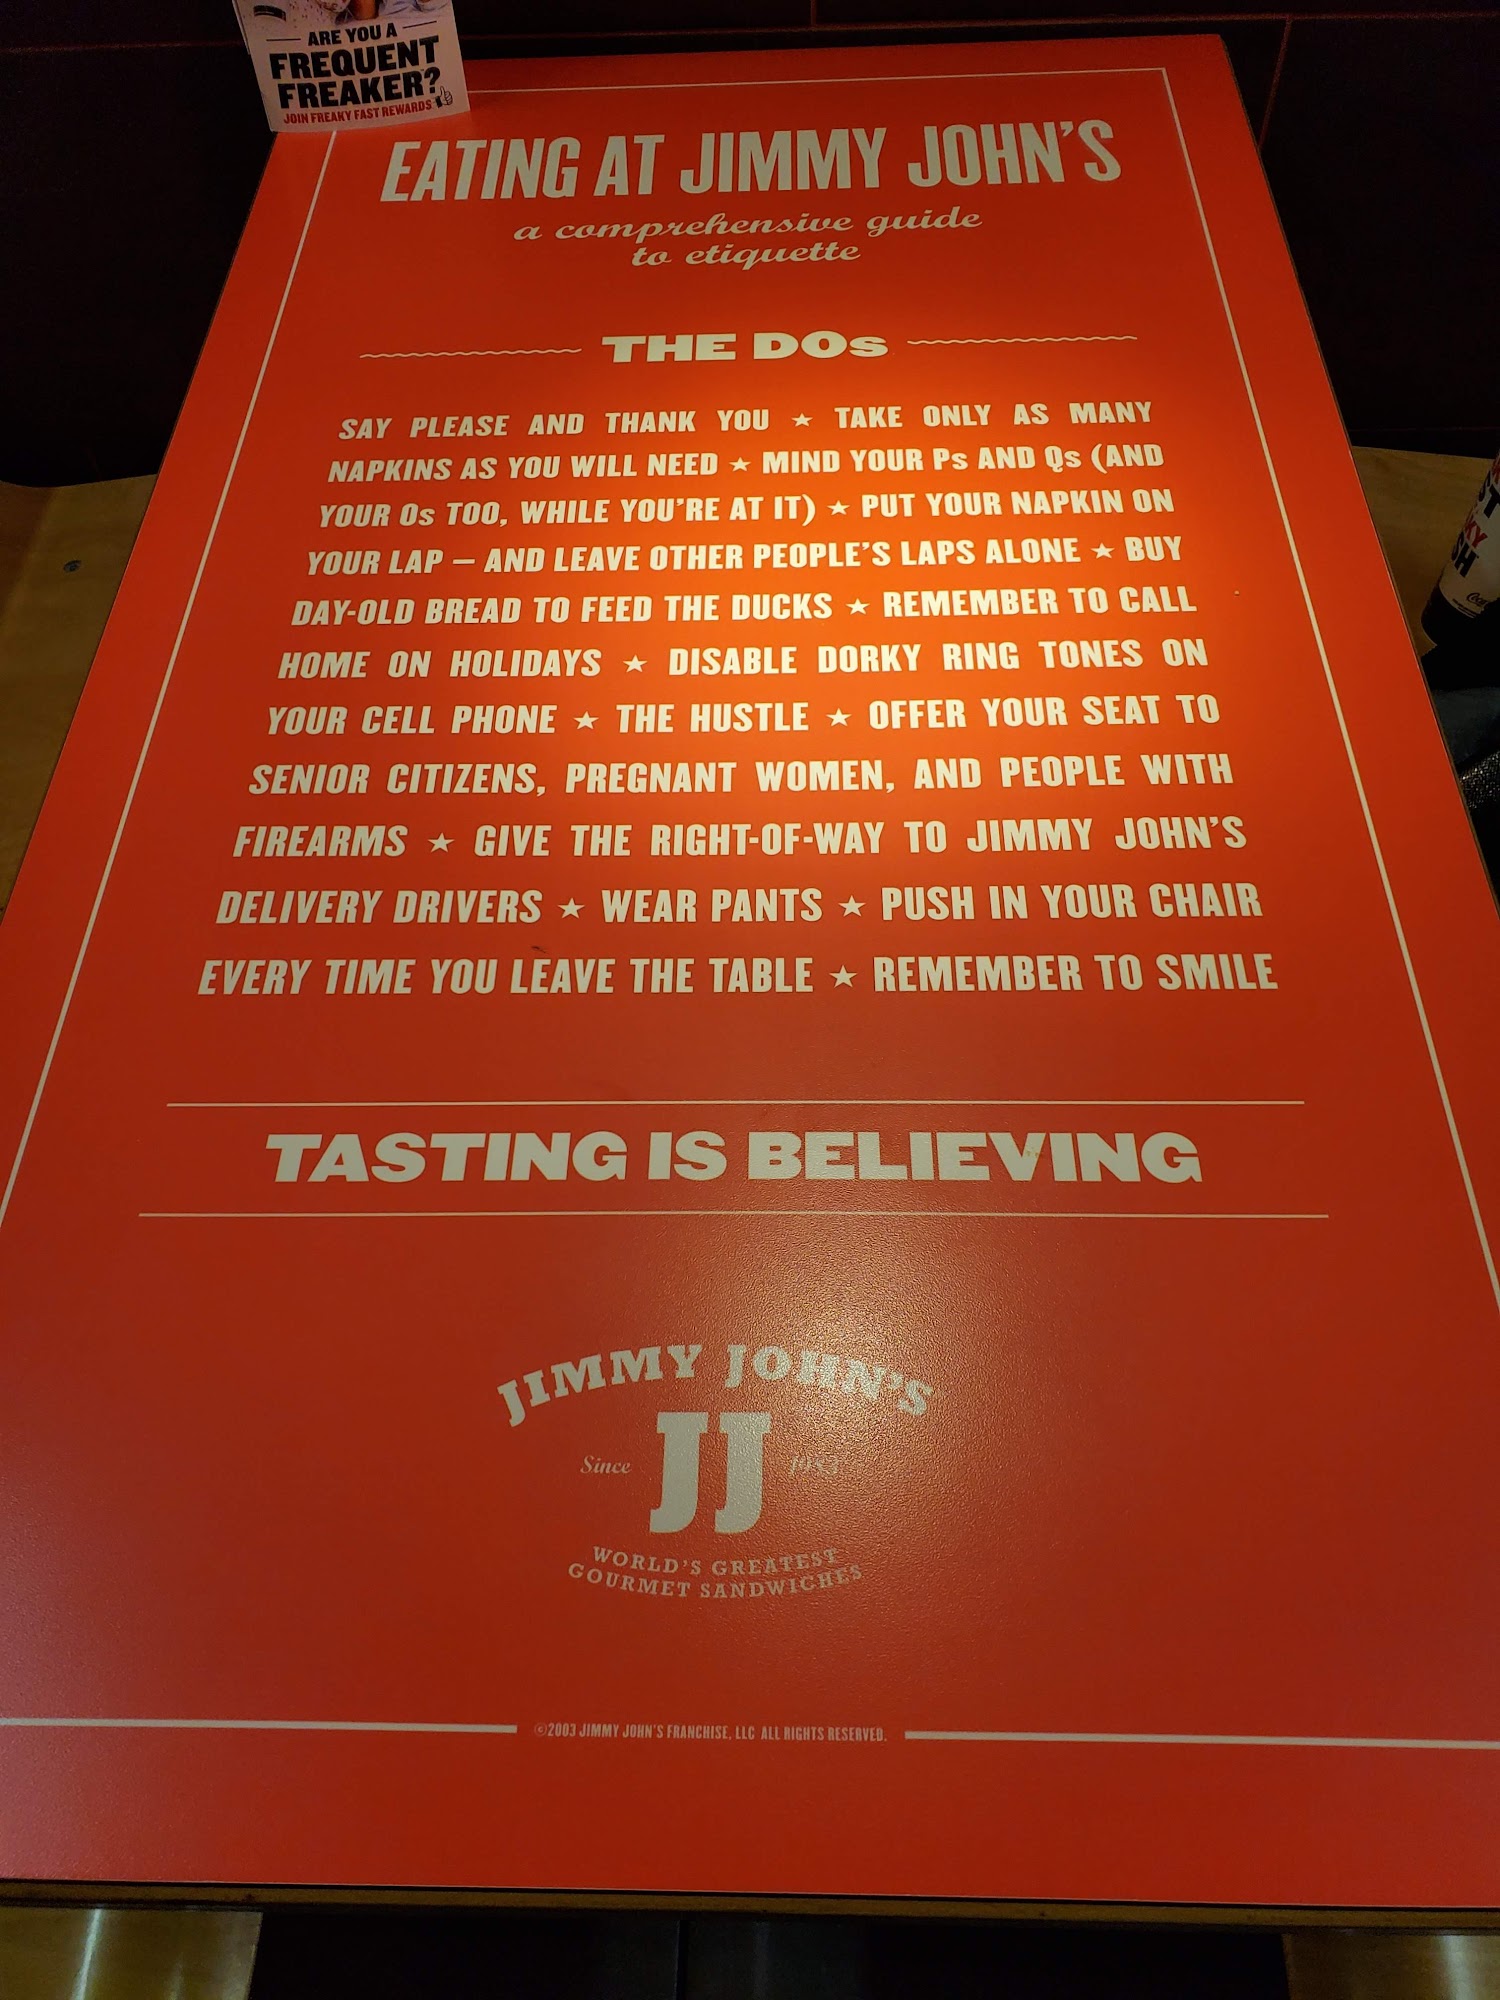 ARE YOU A
FREQUENT
FREAKER?
JOIN FREAKY FAST REWARDS
EATING AT JIMMY JOHN'S
a comprehensive guide
to etiquette
THE DOs
SAY PLEASE AND THANK YOU ★ TAKE ONLY AS MANY
NAPKINS AS YOU WILL NEED ★ MIND YOUR Ps AND Qs (AND
YOUR Os TOO, WHILE YOU'RE AT IT) ★ PUT YOUR NAPKIN ON
YOUR LAP – AND LEAVE OTHER PEOPLE'S LAPS ALONE ★ BUY
DAY-OLD BREAD TO FEED THE DUCKS ★ REMEMBER TO CALL
HOME ON HOLIDAYS ★ DISABLE DORKY RING TONES ON
YOUR CELL PHONE ★ THE HUSTLE ★ OFFER YOUR SEAT TO
SENIOR CITIZENS, PREGNANT WOMEN, AND PEOPLE WITH
FIREARMS ★ GIVE THE RIGHT-OF-WAY TO JIMMY JOHN'S
DELIVERY DRIVERS ★ WEAR PANTS ★ PUSH IN YOUR CHAIR
EVERY TIME YOU LEAVE THE TABLE ★ REMEMBER TO SMILE
TASTING IS BELIEVING
JIMMY JOHN'S
Since JJ
WORLD'S GREATEST
GOURMET SANDWICHES
©2003 JIMMY JOHN'S FRANCHISE, LLC ALL RIGHTS RESERVED.